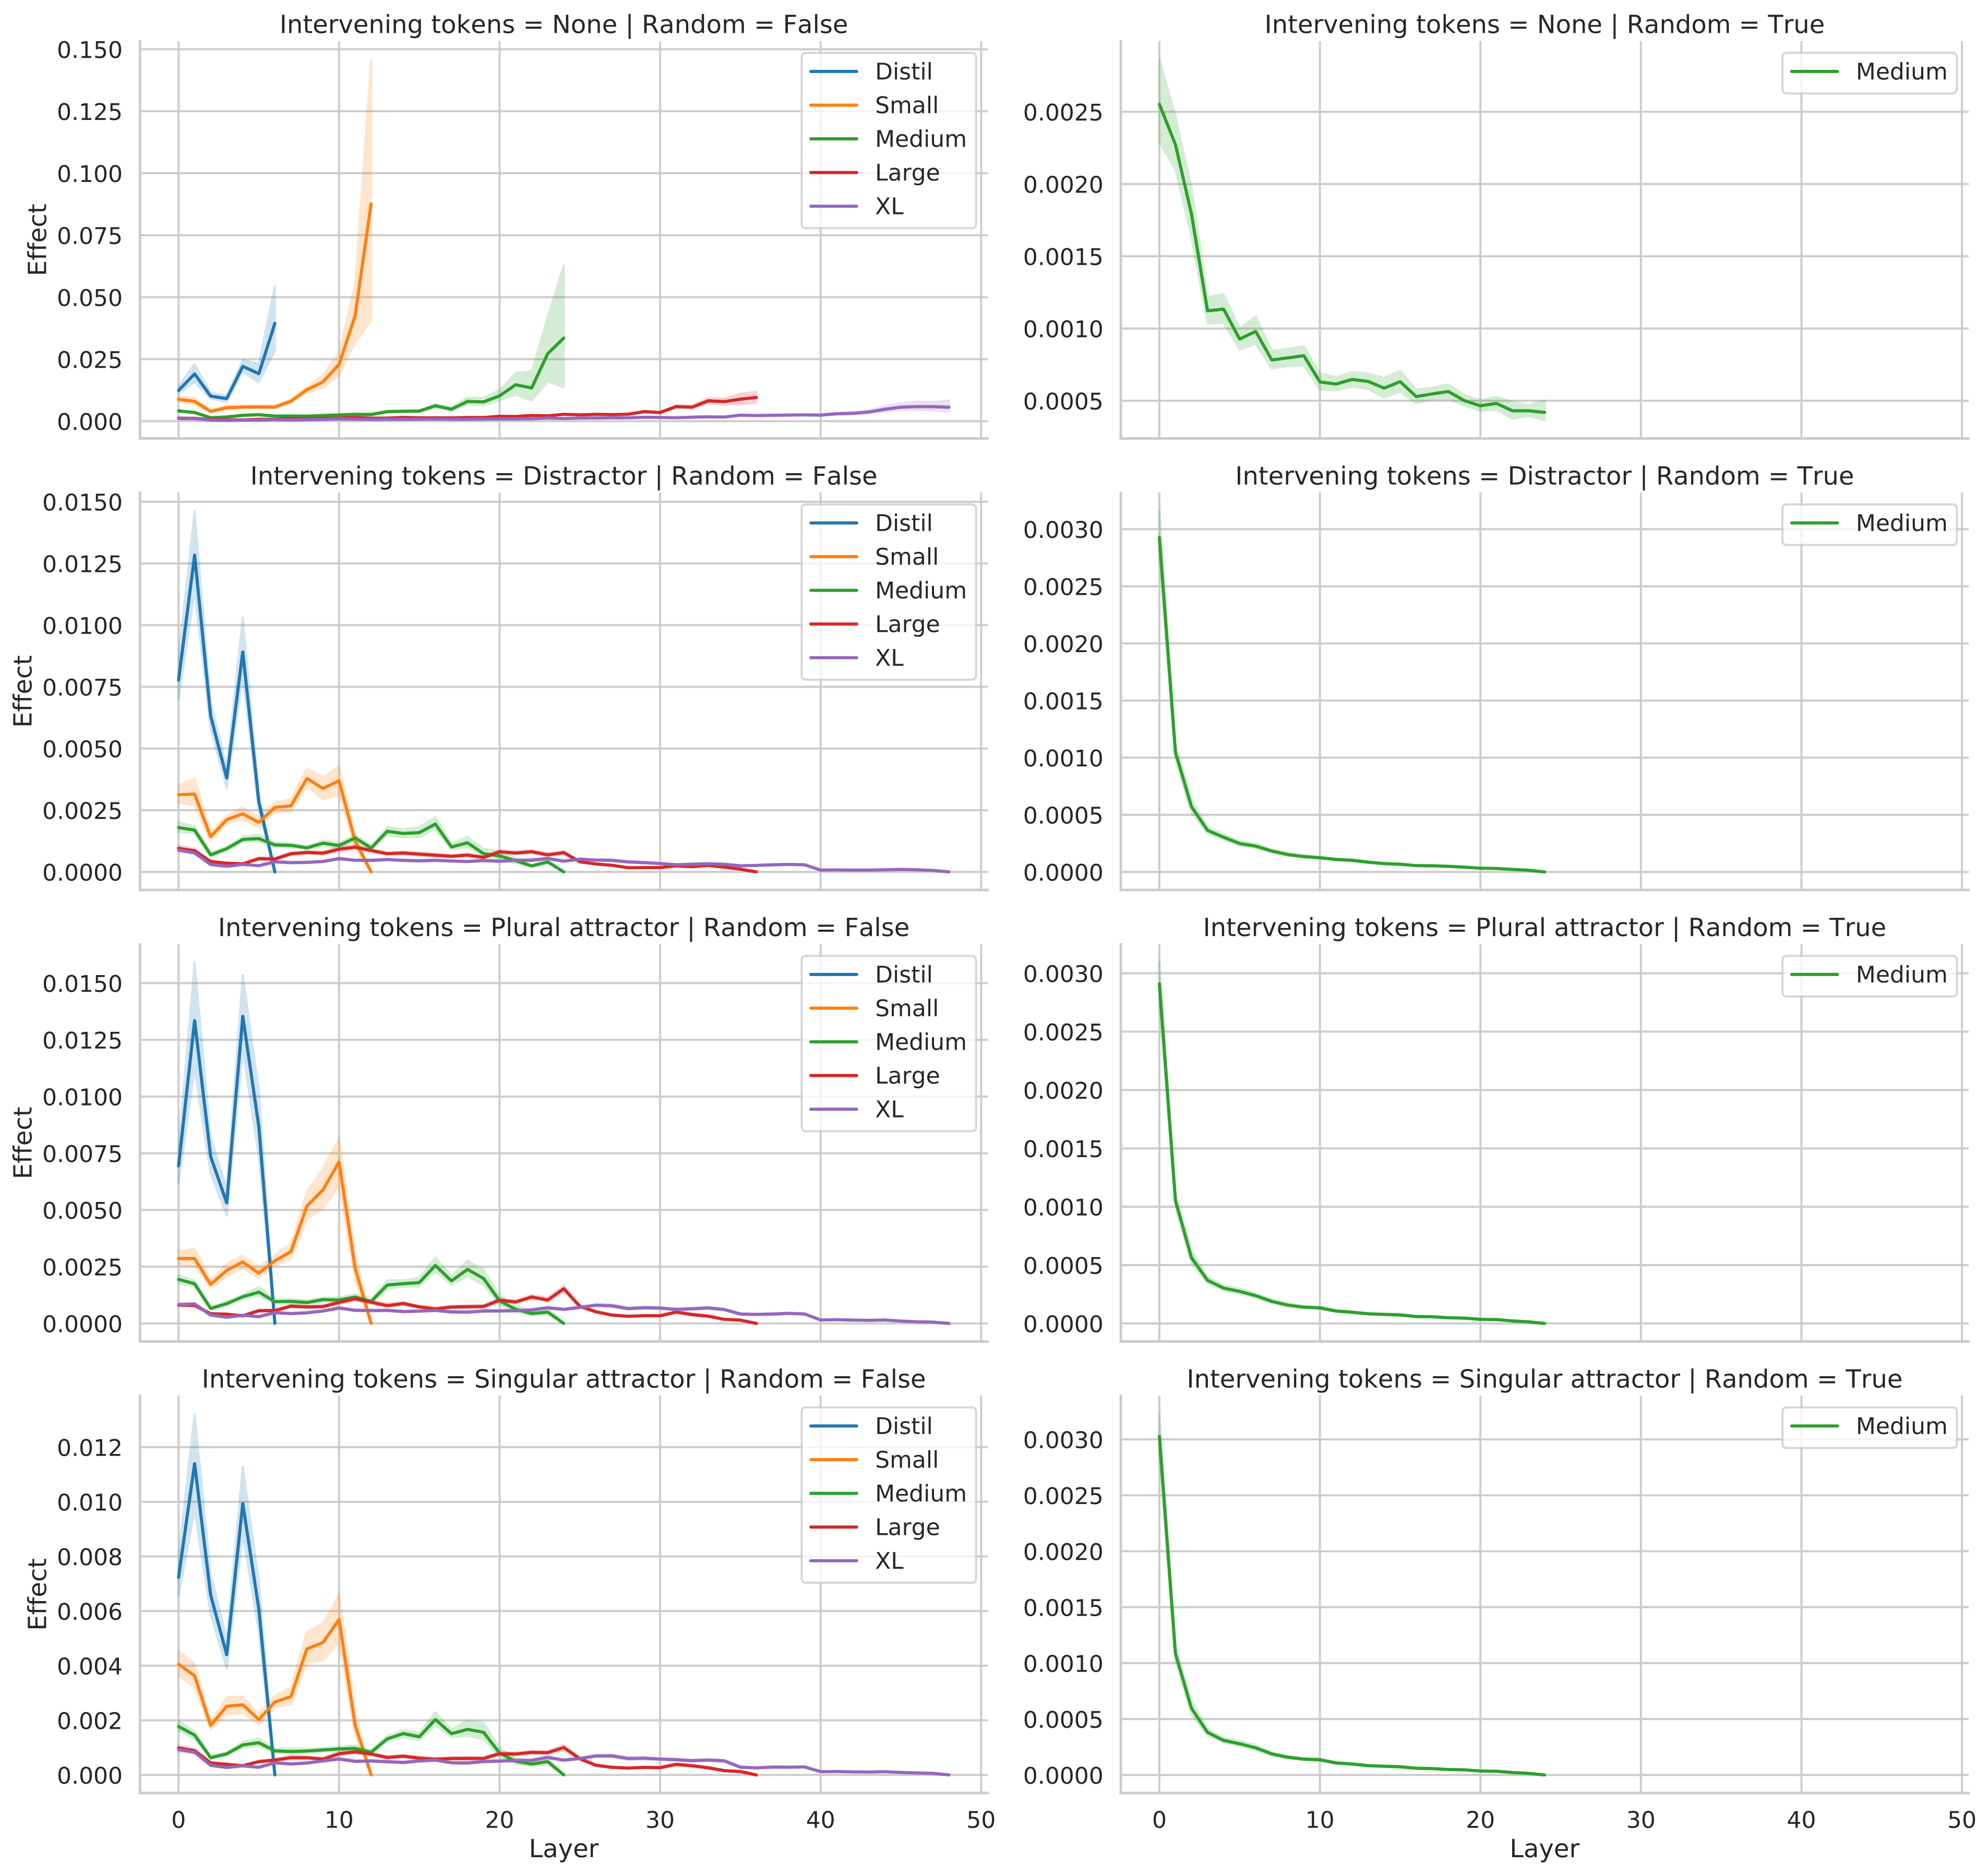 Intervening tokens = None | Random = False
Effect
0.150
0.125
0.100
0.075
0.050
0.025
0.000
Distil
Small
Medium
Large
XL
Intervening tokens = None | Random = True
0.0025
0.0020
0.0015
0.0010
0.0005
Medium
Intervening tokens = Distractor | Random = False
Effect
0.0150
0.0125
0.0100
0.0075
0.0050
0.0025
0.0000
Distil
Small
Medium
Large
XL
Intervening tokens = Distractor | Random = True
0.0030
0.0025
0.0020
0.0015
0.0010
0.0005
0.0000
Medium
Intervening tokens = Plural attractor | Random = False
Effect
0.0150
0.0125
0.0100
0.0075
0.0050
0.0025
0.0000
Distil
Small
Medium
Large
XL
Intervening tokens = Plural attractor | Random = True
0.0030
0.0025
0.0020
0.0015
0.0010
0.0005
0.0000
Medium
Intervening tokens = Singular attractor | Random = False
Effect
0.012
0.010
0.008
0.006
0.004
0.002
0.000
Distil
Small
Medium
Large
XL
0 10 20 30 40 50
Layer
Intervening tokens = Singular attractor | Random = True
0.0030
0.0025
0.0020
0.0015
0.0010
0.0005
0.0000
Medium
0 10 20 30 40 50
Layer